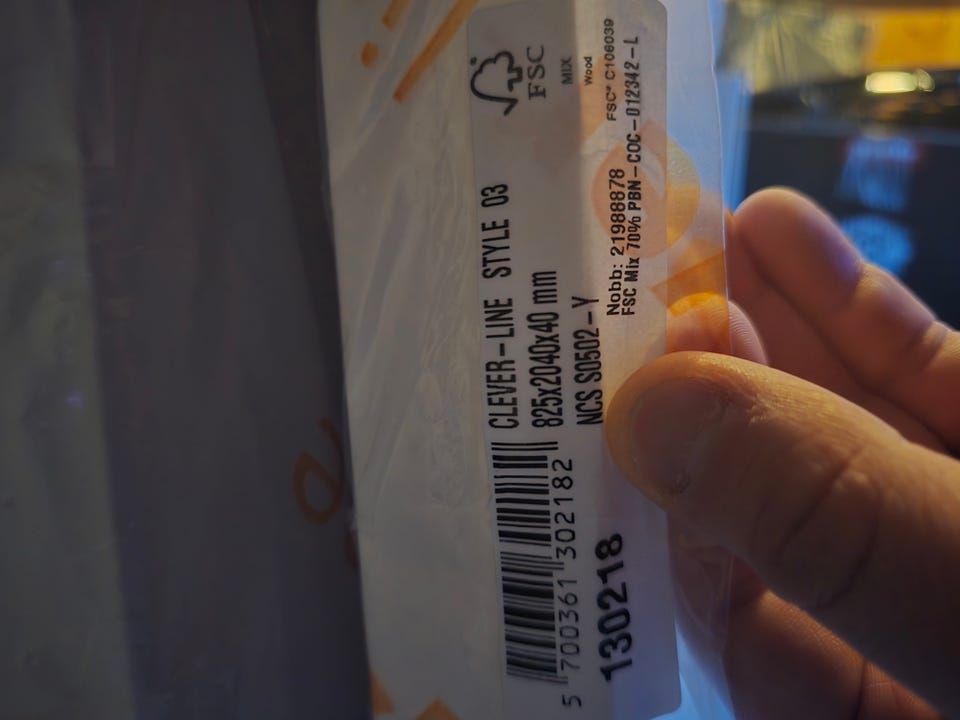 FSC
MIX
Wood
FSC® C106039
CLEVER-LINE STYLE 03
825x2040x40 mm
NCS S0502-Y
Nobb: 21988878
FSC Mix 70% PBN-COC-012342-L
5 700361 302182
130218